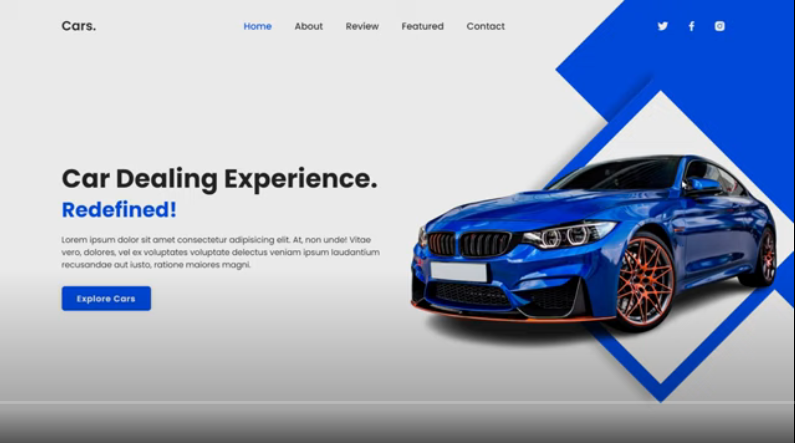 Cars.
Home About Review Featured Contact
Car Dealing Experience.
Redefined!
Lorem ipsum dolor sit amet consectetur adipisicing elit. At, non unde! Vitae
vero, dolores, vel ex voluptates voluptate delectus veniam ipsum laudantium
recusandae aut iusto, ratione maiores magni.
Explore Cars